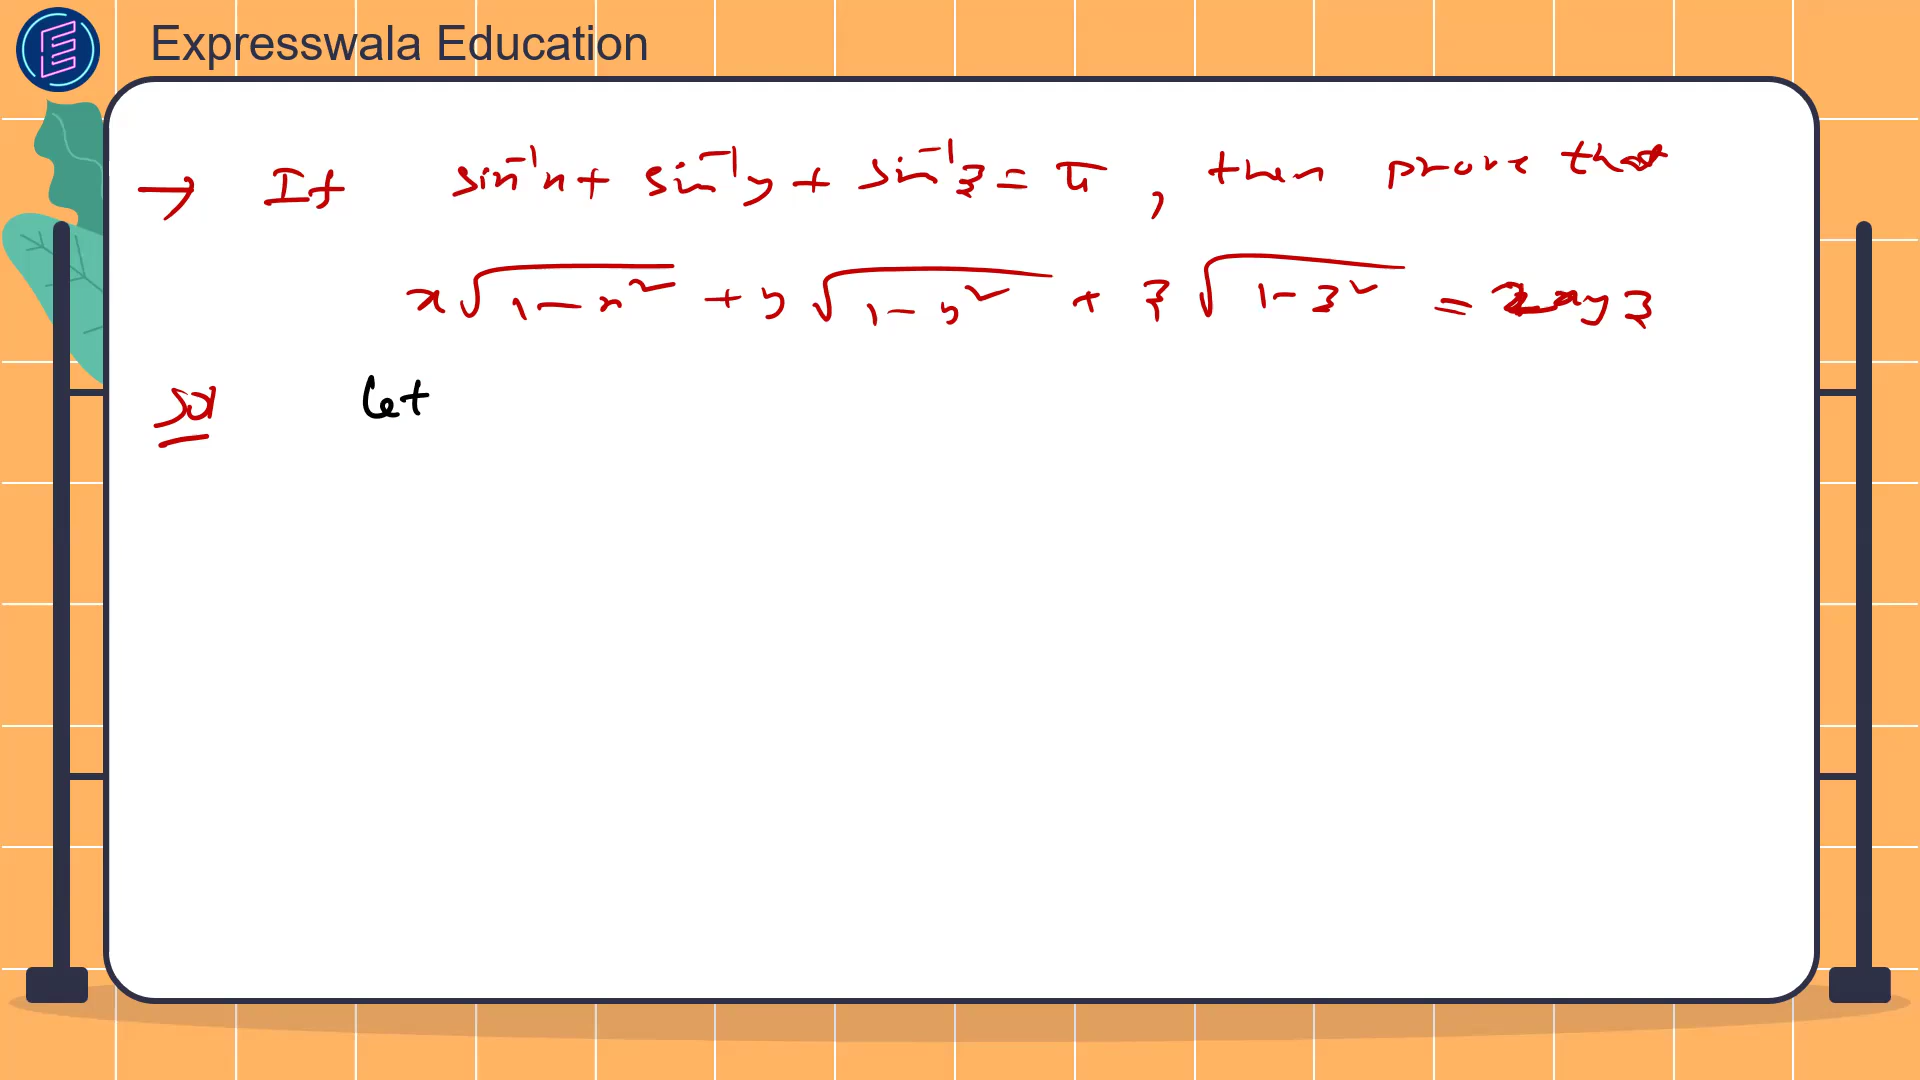 Expresswala Education
→ If sin⁻¹x + sin⁻¹y + sin⁻¹z = π, then prove that
x√(1-x²) + y√(1-y²) + z√(1-z²) = 2xyz
Sol Let